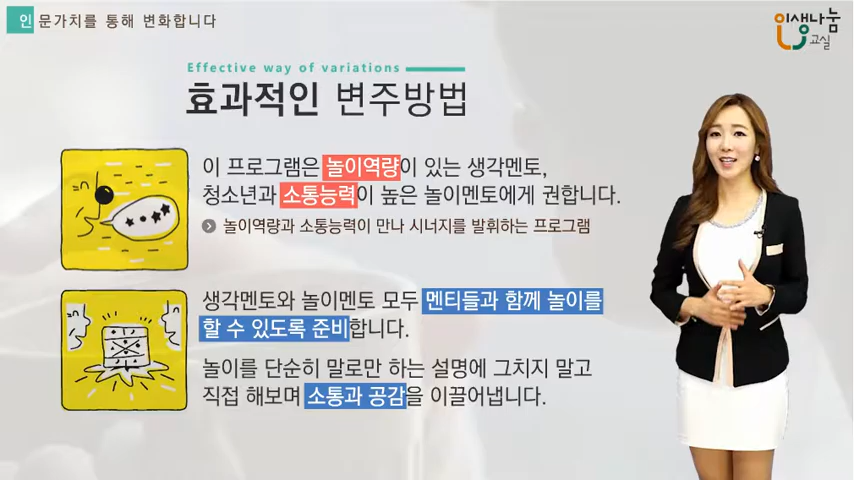 인문가치를 통해 변화합니다
인생나눔
교실
Effective way of variations
효과적인 변주방법
이 프로그램은 놀이역량이 있는 생각멘토,
청소년과 소통능력이 높은 놀이멘토에게 권합니다.
놀이역량과 소통능력이 만나 시너지를 발휘하는 프로그램
생각멘토와 놀이멘토 모두 멘티들과 함께 놀이를
할 수 있도록 준비합니다.
놀이를 단순히 말로만 하는 설명에 그치지 말고
직접 해보며 소통과 공감을 이끌어냅니다.